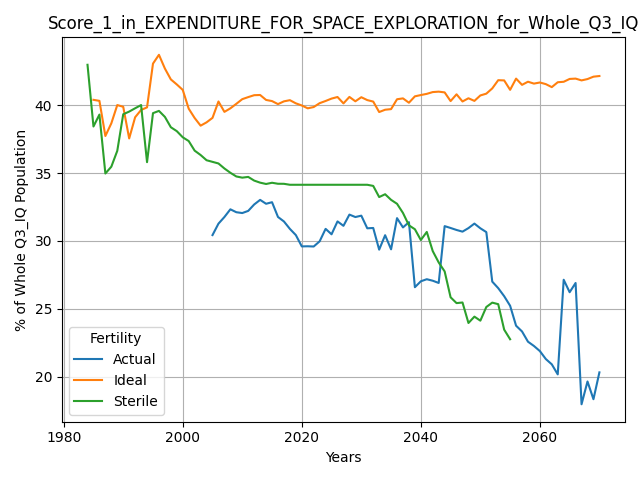 Score_1_in_EXPENDITURE_FOR_SPACE_EXPLORATION_for_Whole_Q3_IQ
% of Whole Q3_IQ Population
40
35
30
25
20
Fertility
Actual
Ideal
Sterile
1980
2000
2020
2040
2060
Years